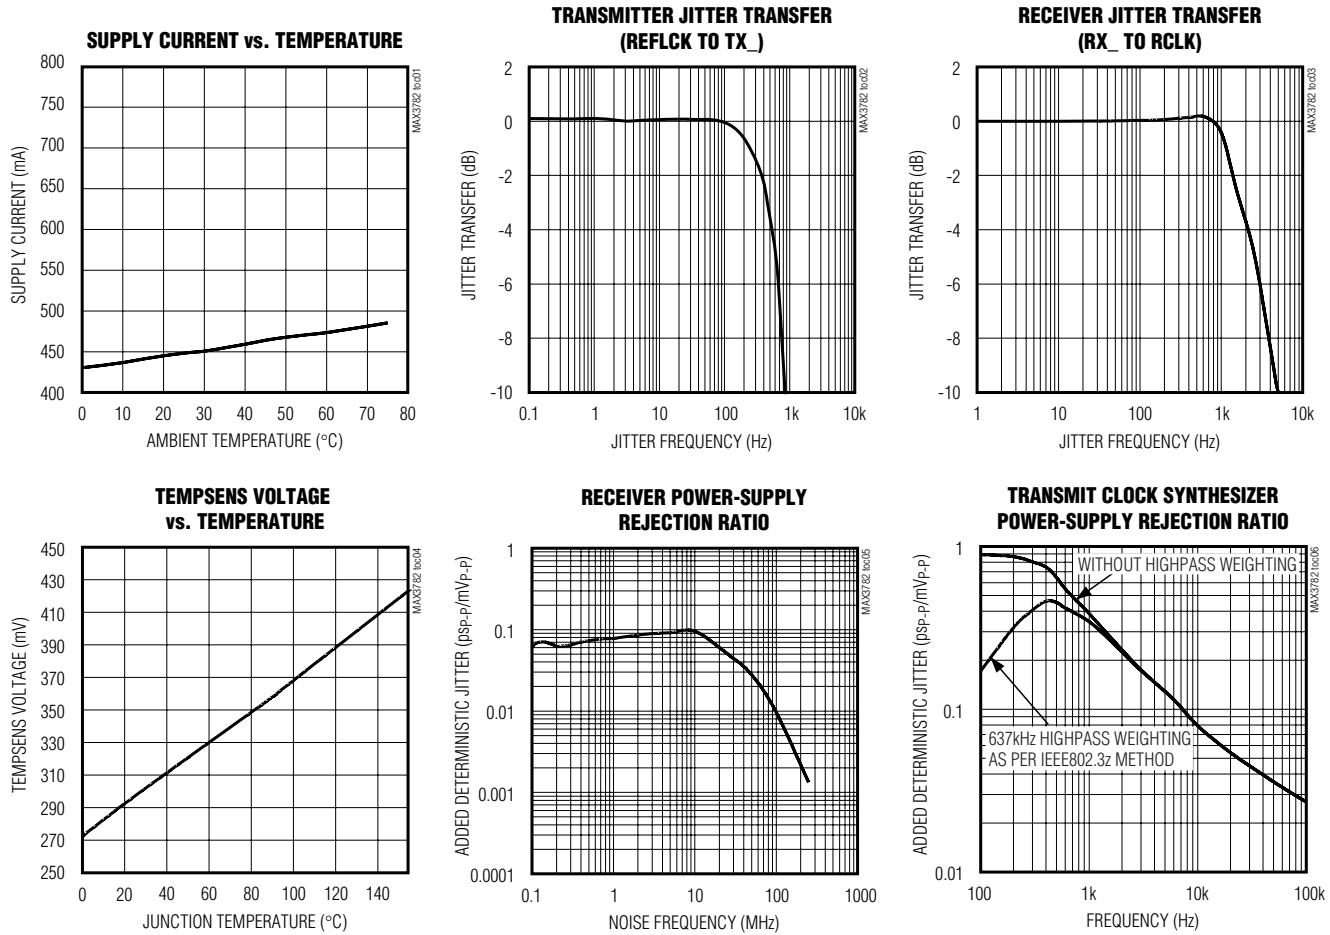 SUPPLY CURRENT vs. TEMPERATURE
800
750
700
650
600
550
500
450
400
SUPPLY CURRENT (mA)
0 10 20 30 40 50 60 70 80
AMBIENT TEMPERATURE (°C)
MAX3782 toc01
TRANSMITTER JITTER TRANSFER
(REFLCK TO TX_)
2
0
-2
-4
-6
-8
-10
JITTER TRANSFER (dB)
0.1 1 10 100 1k 10k
JITTER FREQUENCY (Hz)
MAX3782 toc02
RECEIVER JITTER TRANSFER
(RX_ TO RCLK)
2
0
-2
-4
-6
-8
-10
JITTER TRANSFER (dB)
1 10 100 1k 10k
JITTER FREQUENCY (Hz)
MAX3782 toc03
TEMPSENS VOLTAGE
vs. TEMPERATURE
450
430
410
390
370
350
330
310
290
270
250
TEMPSENS VOLTAGE (mV)
0 20 40 60 80 100 120 140
JUNCTION TEMPERATURE (°C)
MAX3782 toc04
RECEIVER POWER-SUPPLY
REJECTION RATIO
1
0.1
0.01
0.001
0.0001
ADDED DETERMINISTIC JITTER (psP-P/mVP-P)
0.1 1 10 100 1000
NOISE FREQUENCY (MHz)
MAX3782 toc05
TRANSMIT CLOCK SYNTHESIZER
POWER-SUPPLY REJECTION RATIO
1
0.1
0.01
ADDED DETERMINISTIC JITTER (psP-P/mVP-P)
WITHOUT HIGHPASS WEIGHTING
637kHz HIGHPASS WEIGHTING
AS PER IEEE802.3z METHOD
100 1k 10k 100k
FREQUENCY (Hz)
MAX3782 toc06